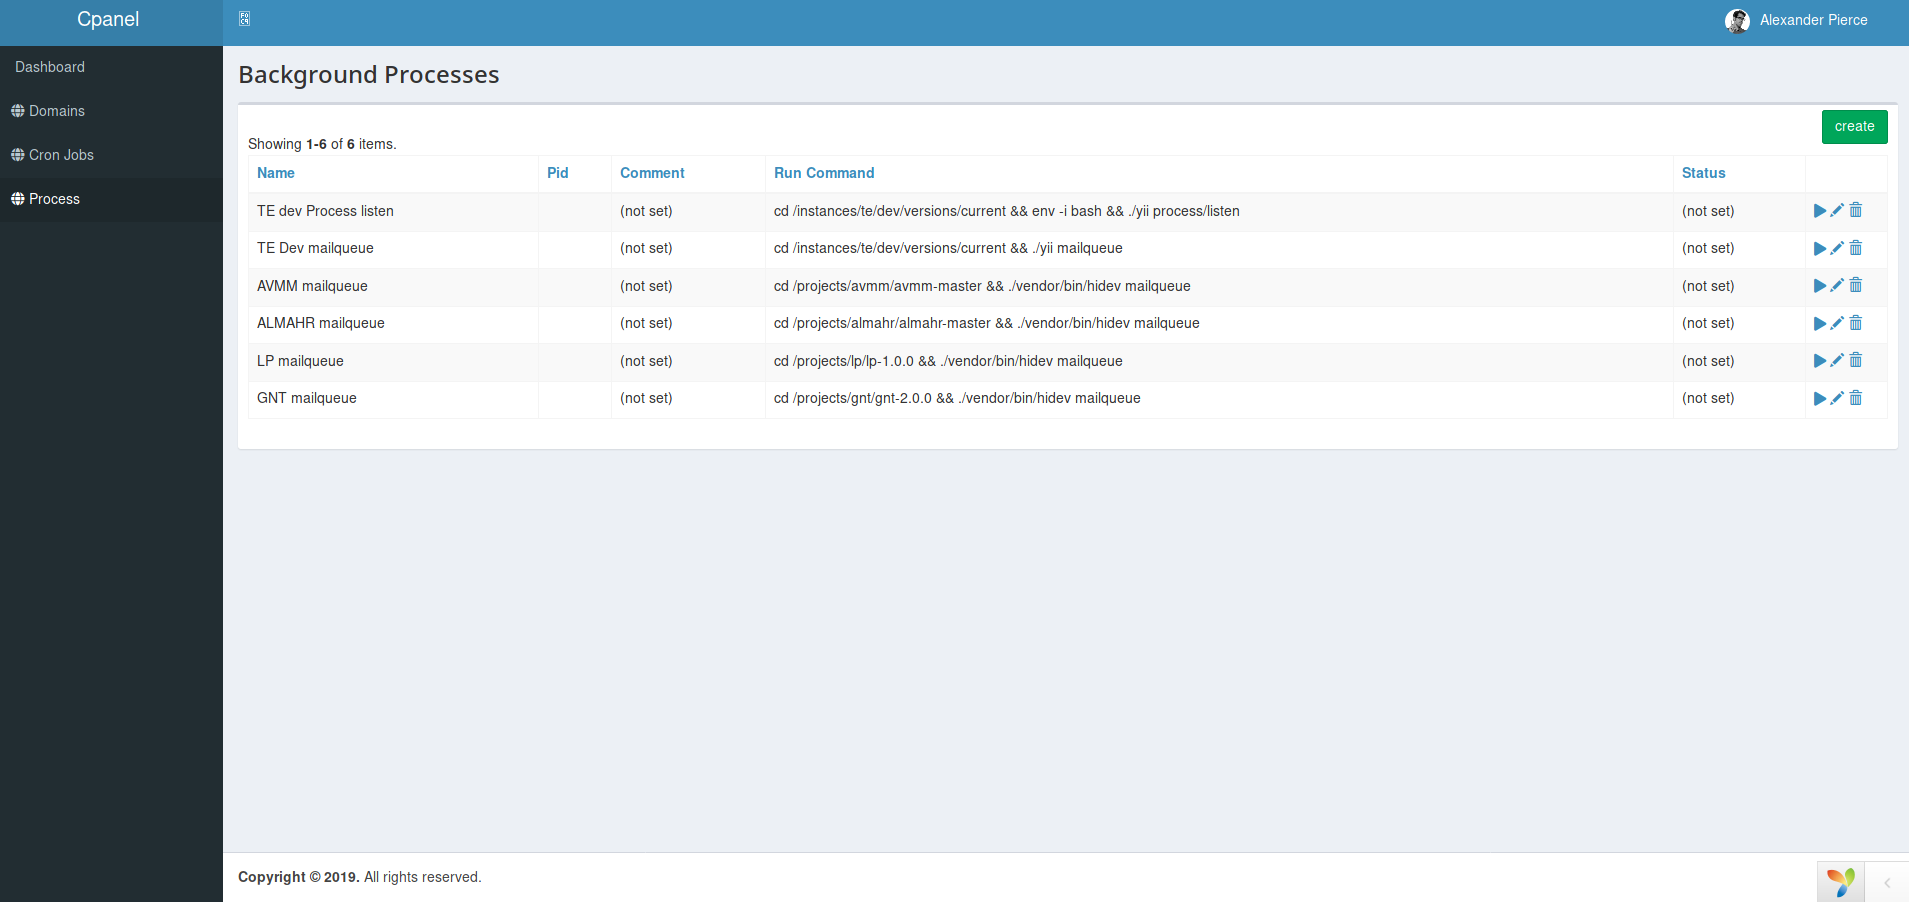 Cpanel
Alexander Pierce
Dashboard
Domains
Cron Jobs
Process
Background Processes
create
Showing 1-6 of 6 items.
Name Pid Comment Run Command Status
TE dev Process listen (not set) cd /instances/te/dev/versions/current && env -i bash && ./yii process/listen (not set)
TE Dev mailqueue (not set) cd /instances/te/dev/versions/current && ./yii mailqueue (not set)
AVMM mailqueue (not set) cd /projects/avmm/avmm-master && ./vendor/bin/hidev mailqueue (not set)
ALMAHR mailqueue (not set) cd /projects/almahr/almahr-master && ./vendor/bin/hidev mailqueue (not set)
LP mailqueue (not set) cd /projects/lp/lp-1.0.0 && ./vendor/bin/hidev mailqueue (not set)
GNT mailqueue (not set) cd /projects/gnt/gnt-2.0.0 && ./vendor/bin/hidev mailqueue (not set)
Copyright © 2019. All rights reserved.